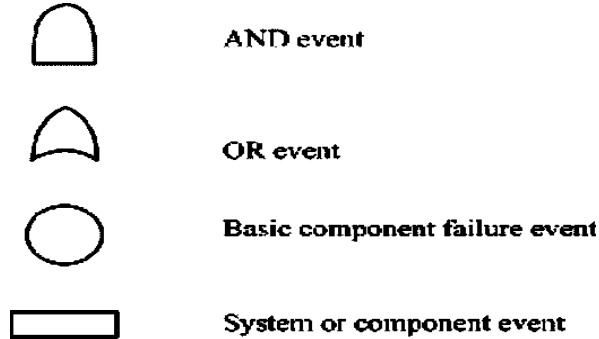 AND event
OR event
Basic component failure event
System or component event